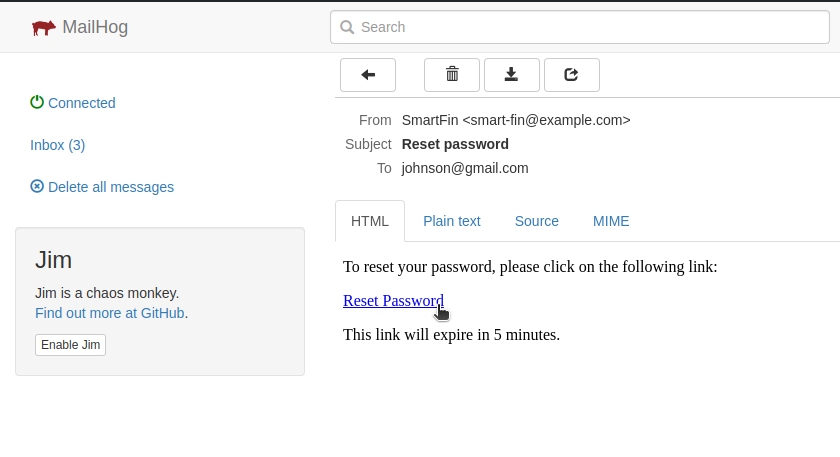 MailHog
Search
Connected
Inbox (3)
Delete all messages
Jim
Jim is a chaos monkey.
Find out more at GitHub.
Enable Jim
From SmartFin <smart-fin@example.com>
Subject Reset password
To johnson@gmail.com
HTML Plain text Source MIME
To reset your password, please click on the following link:
Reset Password
This link will expire in 5 minutes.